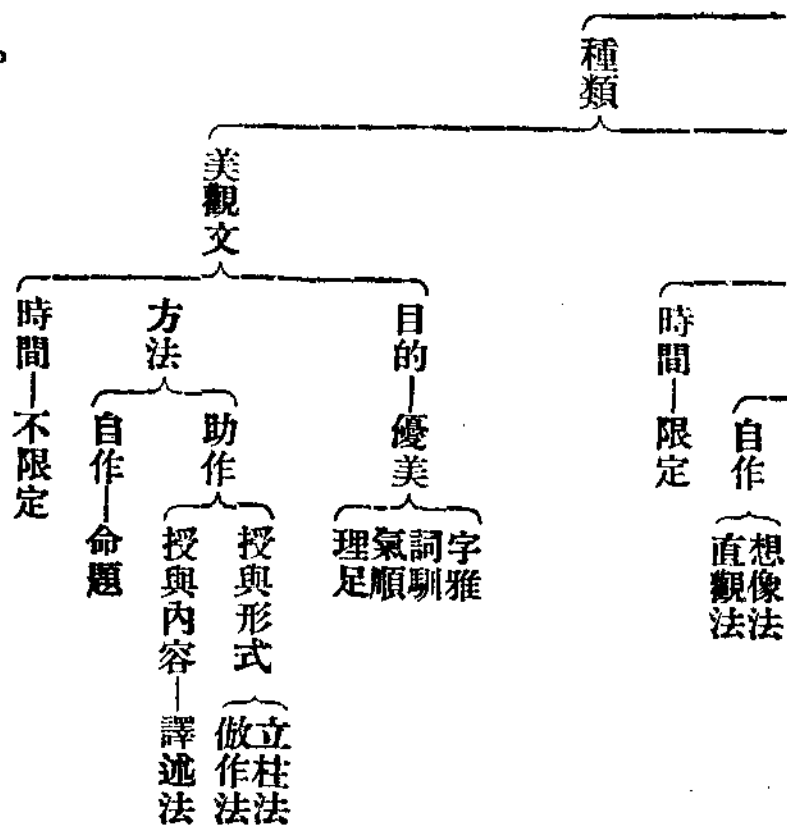 種類
想像法
直觀法
自作
時間—限定
美觀文
目的—優美
字雅
詞馴
氣順
理足
方法
助作
授與形式
立柱法
倣作法
授與內容—譯述法
自作—命題
時間—不限定